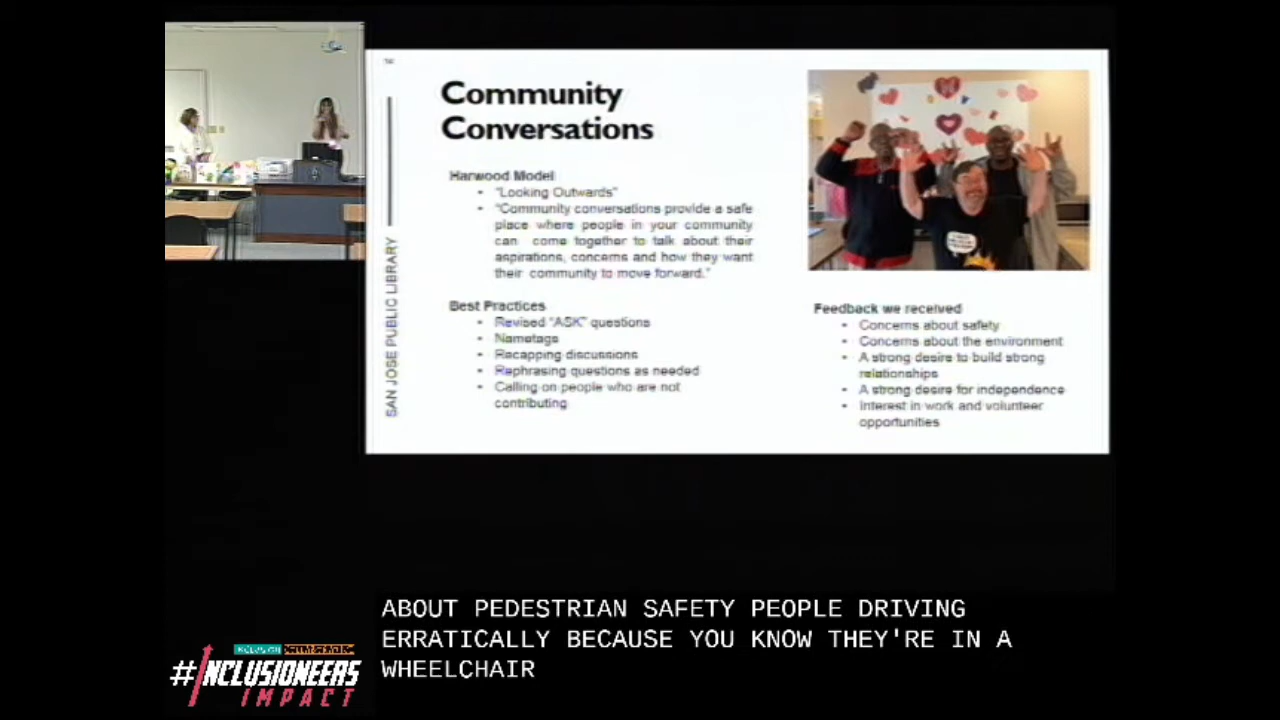 Community
Conversations
Harwood Model
"Looking Outwards"
"Community conversations provide a safe
place where people in your community
can come together to talk about their
aspirations, concerns and how they want
their community to move forward."
Best Practices
Revised "ASK" questions
Nametags
Recapping discussions
Rephrasing questions as needed
Calling on people who are not
contributing
Feedback we received
Concerns about safety
Concerns about the environment
A strong desire to build strong
relationships
A strong desire for independence
Interest in work and volunteer
opportunities
SAN JOSE PUBLIC LIBRARY
ABOUT PEDESTRIAN SAFETY PEOPLE DRIVING
ERRATICALLY BECAUSE YOU KNOW THEY'RE IN A
WHEELCHAIR
INCLUSION
#INCLUSIONEERS
IMPACT